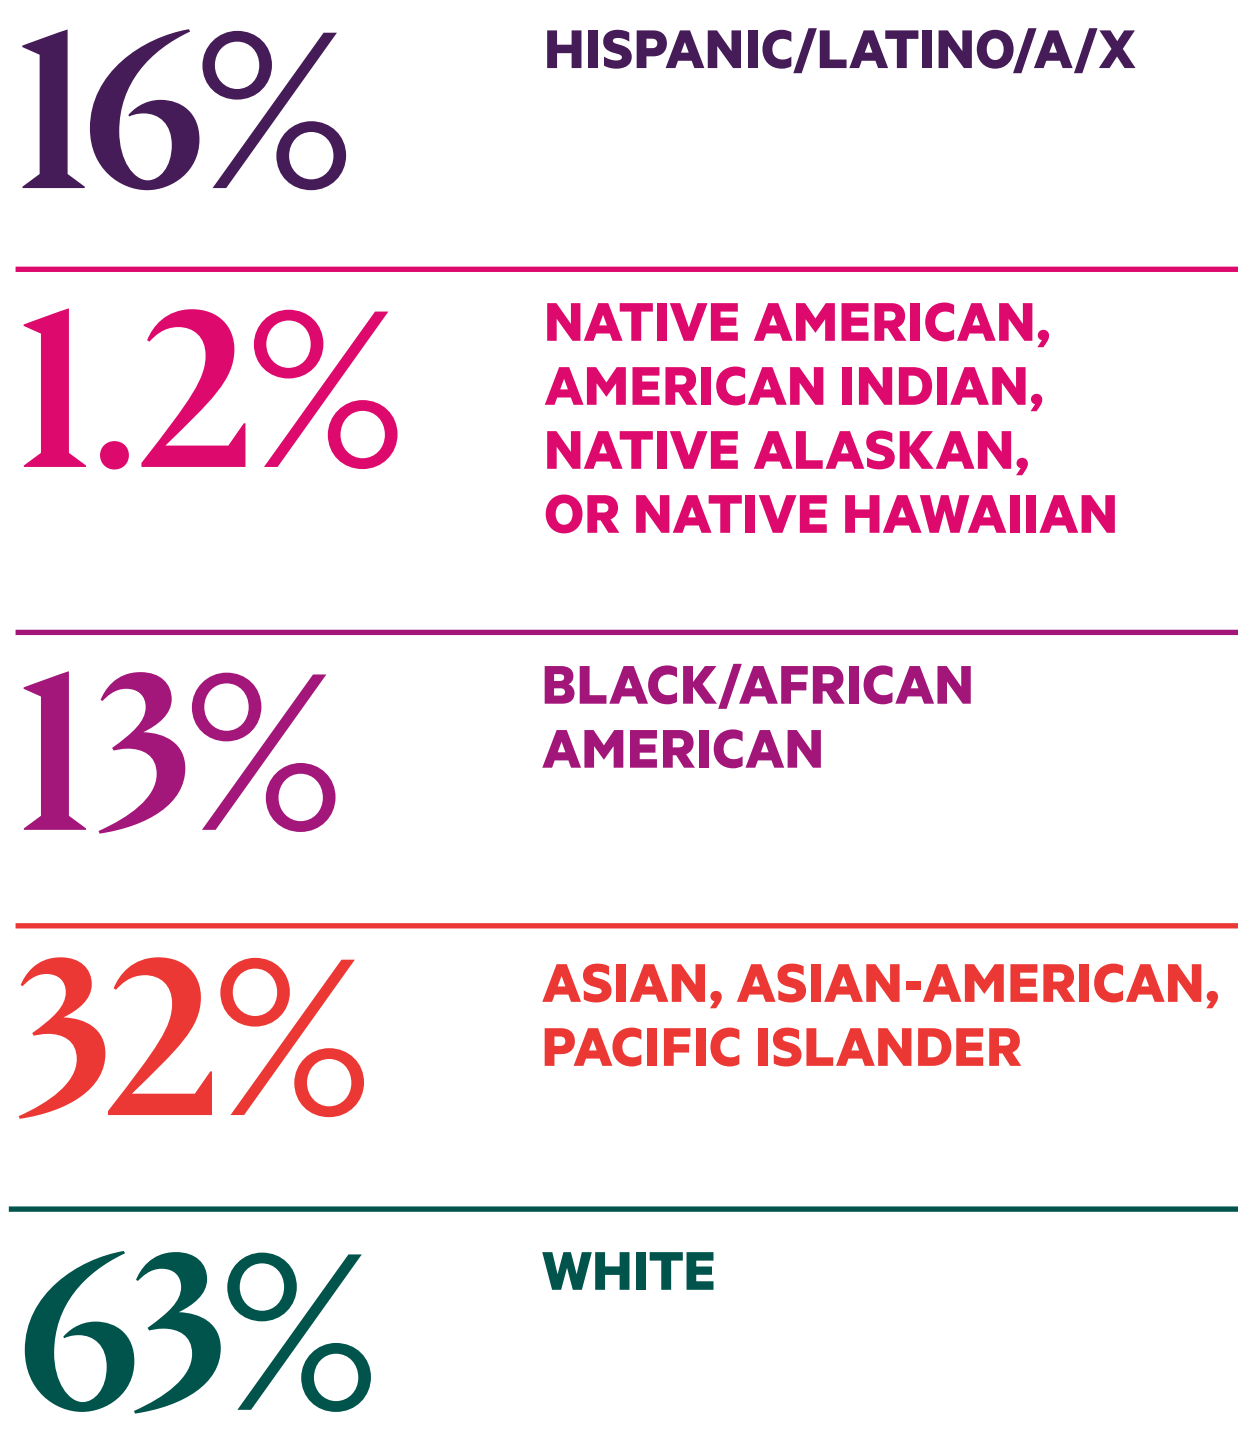 16% HISPANIC/LATINO/A/X
1.2% NATIVE AMERICAN,
AMERICAN INDIAN,
NATIVE ALASKAN,
OR NATIVE HAWAIIAN
13% BLACK/AFRICAN
AMERICAN
32% ASIAN, ASIAN-AMERICAN,
PACIFIC ISLANDER
63% WHITE